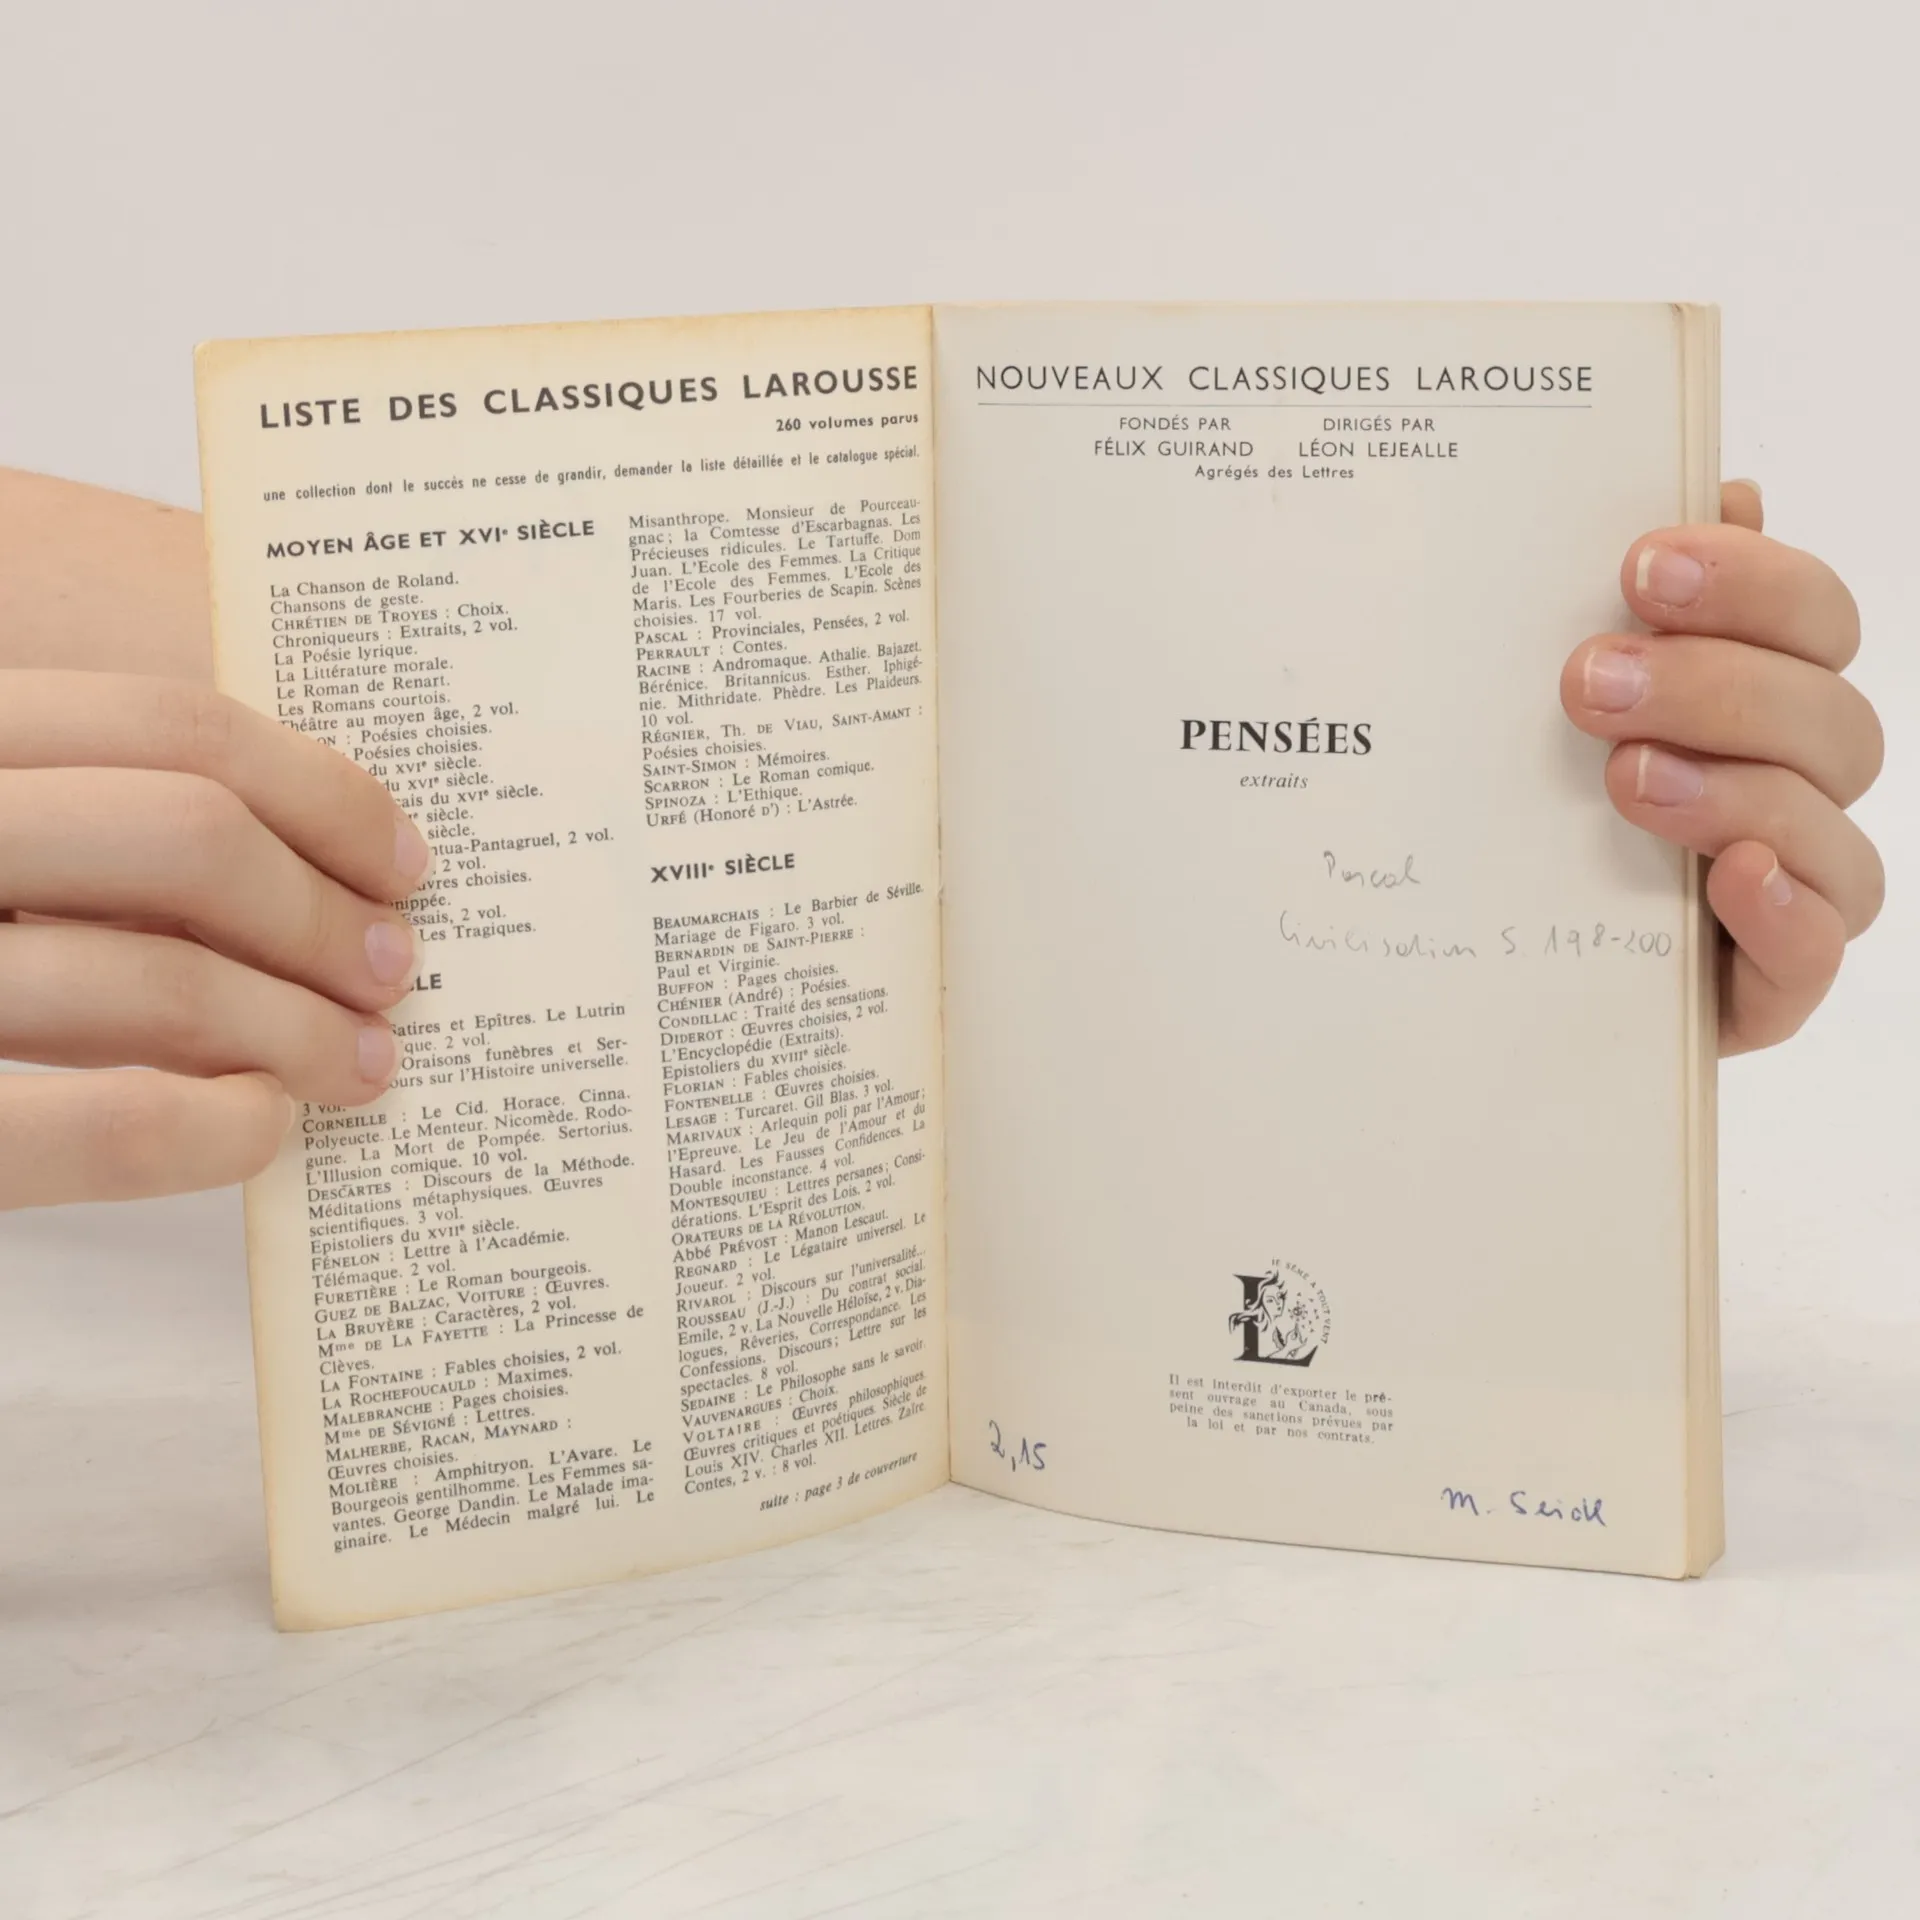 LISTE DES CLASSIQUES LAROUSSE
260 volumes parus
une collection dont le succès ne cesse de grandir, demander la liste détaillée et le catalogue spécial.
MOYEN ÂGE ET XVIe SIÈCLE
La Chanson de Roland.
Chansons de geste.
CHRÉTIEN DE TROYES : Choix.
Chroniqueurs : Extraits, 2 vol.
La Poésie lyrique.
La Littérature morale.
Le Roman de Renart.
Les Romans courtois.
Théâtre au moyen âge, 2 vol.
: Poésies choisies.
Poésies choisies.
du XVIe siècle.
du XVIe siècle.
du XVIe siècle.
siècle.
siècle.
Pantagruel, 2 vol.
2 vol.
choisies.
Essais, 2 vol.
Les Tragiques.
Satires et Epîtres. Le Lutrin
2 vol.
Oraisons funèbres et Ser-
sur l'Histoire universelle.
3 vol.
CORNEILLE : Le Cid. Horace. Cinna.
Polyeucte. Le Menteur. Nicomède. Rodo-
gune. La Mort de Pompée. Sertorius.
L'Illusion comique. 10 vol.
DESCARTES : Discours de la Méthode.
Méditations métaphysiques. Œuvres
scientifiques. 3 vol.
Epistoliers du XVIIe siècle.
FÉNELON : Lettre à l'Académie.
Télémaque. 2 vol.
FURETIÈRE : Le Roman bourgeois.
GUEZ DE BALZAC, VOITURE : Œuvres.
LA BRUYÈRE : Caractères, 2 vol.
Mme DE LA FAYETTE : La Princesse de
Clèves.
LA FONTAINE : Fables choisies, 2 vol.
LA ROCHEFOUCAULD : Maximes.
MALEBRANCHE : Pages choisies.
Mme DE SÉVIGNÉ : Lettres.
MALHERBE, RACAN, MAYNARD :
Œuvres choisies.
MOLIÈRE : Amphitryon. L'Avare. Le
Bourgeois gentilhomme. Les Femmes sa-
vantes. George Dandin. Le Malade ima-
ginaire. Le Médecin malgré lui. Le
Misanthrope. Monsieur de Pourceau-
gnac ; la Comtesse d'Escarbagnas. Les
Précieuses ridicules. Le Tartuffe. Dom
Juan. L'Ecole des Femmes. La Critique
de l'Ecole des Femmes. L'Ecole des
Maris. Les Fourberies de Scapin. Scènes
choisies. 17 vol.
PASCAL : Provinciales, Pensées, 2 vol.
PERRAULT : Contes.
RACINE : Andromaque. Athalie. Bajazet.
Bérénice. Britannicus. Esther. Iphigé-
nie. Mithridate. Phèdre. Les Plaideurs.
10 vol.
RÉGNIER, Th. DE VIAU, SAINT-AMANT :
Poésies choisies.
SAINT-SIMON : Mémoires.
SCARRON : Le Roman comique.
SPINOZA : L'Ethique.
URFÉ (Honoré D') : L'Astrée.
XVIIIe SIÈCLE
BEAUMARCHAIS : Le Barbier de Séville.
Mariage de Figaro. 3 vol.
BERNARDIN DE SAINT-PIERRE :
Paul et Virginie.
BUFFON : Pages choisies.
CHÉNIER (André) : Poésies.
CONDILLAC : Traité des sensations.
DIDEROT : Œuvres choisies, 2 vol.
L'Encyclopédie (Extraits).
Epistoliers du XVIIIe siècle.
FLORIAN : Fables choisies.
FONTENELLE : Œuvres choisies.
LESAGE : Turcaret. Gil Blas. 3 vol.
MARIVAUX : Arlequin poli par l'Amour ;
l'Epreuve. Le Jeu de l'Amour et du
Hasard. Les Fausses Confidences. La
Double inconstance. 4 vol.
MONTESQUIEU : Lettres persanes ; Consi-
dérations. L'Esprit des Lois. 2 vol.
ORATEURS DE LA RÉVOLUTION.
Abbé PRÉVOST : Manon Lescaut.
REGNARD : Le Légataire universel. Le
Joueur. 2 vol.
RIVAROL : Discours sur l'universalité...
ROUSSEAU (J.-J.) : Du contrat social.
Emile, 2 v. La Nouvelle Héloïse, 2 v. Dia-
logues, Rêveries, Correspondance. Les
Confessions. Discours ; Lettre sur les
spectacles. 8 vol.
SEDAINE : Le Philosophe sans le savoir.
VAUVENARGUES : Choix.
VOLTAIRE : Œuvres philosophiques.
Œuvres critiques et poétiques. Siècle de
Louis XIV. Charles XII. Lettres. Zaïre.
Contes, 2 v. : 8 vol.
suite : page 3 de couverture
NOUVEAUX CLASSIQUES LAROUSSE
FONDÉS PAR DIRIGÉS PAR
FÉLIX GUIRAND LÉON LEJEALLE
Agrégés des Lettres
PENSÉES
extraits
Pascal
Civilisation S. 198-200
JE SÈME À TOUT VENT
Il est interdit d'exporter le pré-
sent ouvrage au Canada, sous
peine des sanctions prévues par
la loi et par nos contrats.
2,15
M. Seidl